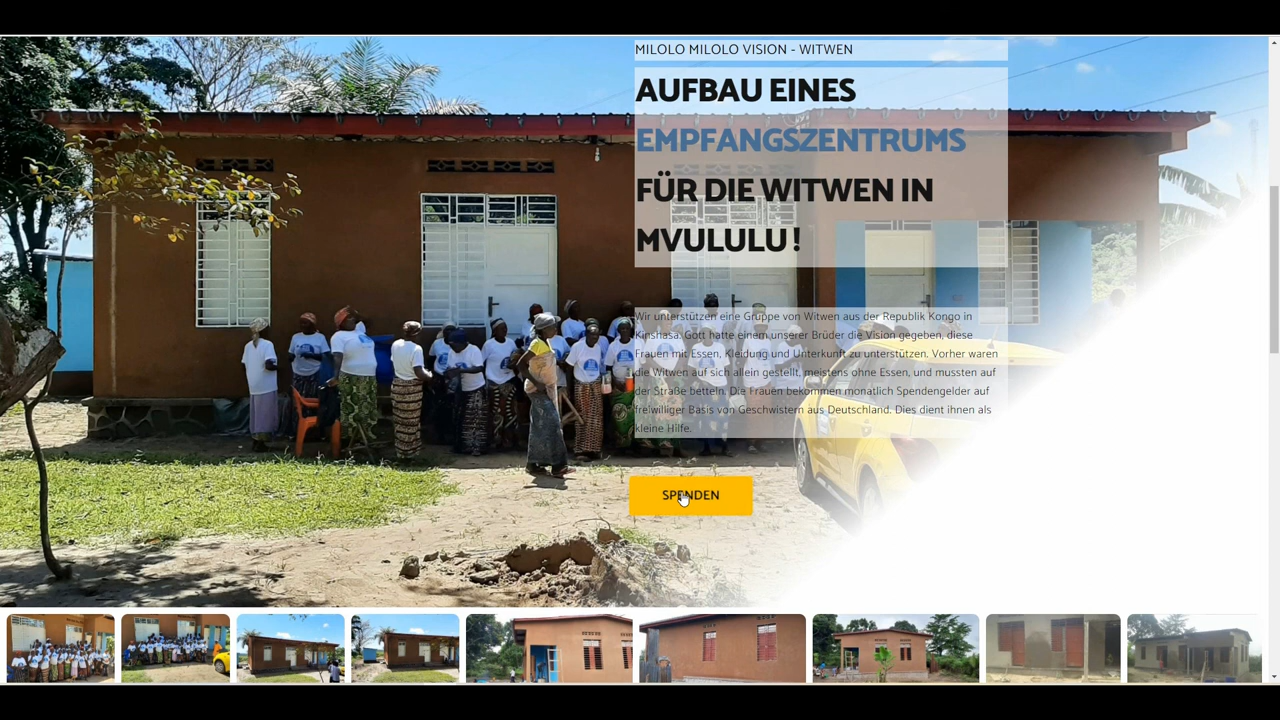 MILOLO MILOLO VISION - WITWEN
AUFBAU EINES
EMPFANGSZENTRUMS
FÜR DIE WITWEN IN
MVULULU !
Wir unterstützen eine Gruppe von Witwen aus der Republik Kongo in
Kinshasa. Gott hatte einem unserer Brüder die Vision gegeben, diese
Frauen mit Essen, Kleidung und Unterkunft zu unterstützen. Vorher waren
die Witwen auf sich allein gestellt, meistens ohne Essen, und mussten auf
der Straße betteln. Die Frauen bekommen monatlich Spendengelder auf
freiwilliger Basis von Geschwistern aus Deutschland. Dies dient ihnen als
kleine Hilfe.
SPENDEN